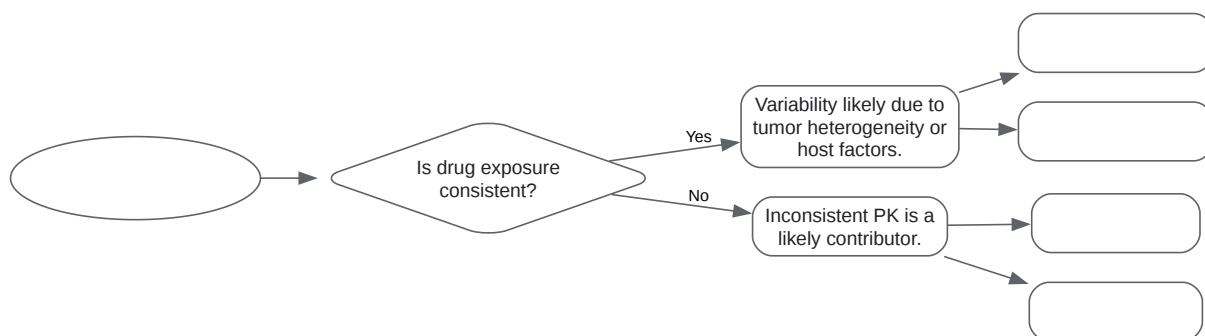 Is drug exposure
consistent?
Yes
No
Variability likely due to
tumor heterogeneity or
host factors.
Inconsistent PK is a
likely contributor.